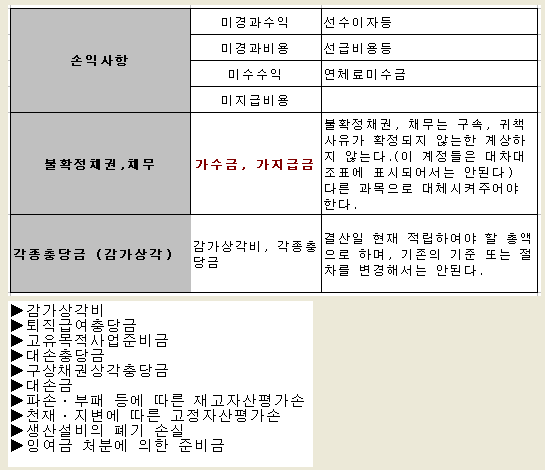 손익사항
미경과수익 선수이자등
미경과비용 선급비용등
미수수익 연체료미수금
미지급비용
불확정채권,채무
가수금, 가지급금
불확정채권, 채무는 구속, 귀책
사유가 확정되지 않는한 계상하
지 않는다.(이 계정들은 대차대
조표에 표시되어서는 안된다)
다른 과목으로 대체시켜주어야
한다.
각종충당금 (감가상각)
감가상각비, 각종충
당금
결산일 현재 적립하여야 할 총액
으로 하며, 기존의 기준 또는 절
차를 변경해서는 안된다.
▶감가상각비
▶퇴직급여충당금
▶고유목적사업준비금
▶대손충당금
▶구상채권상각충당금
▶대손금
▶파손·부패 등에 따른 재고자산평가손
▶천재·지변에 따른 고정자산평가손
▶생산설비의 폐기 손실
▶잉여금 처분에 의한 준비금